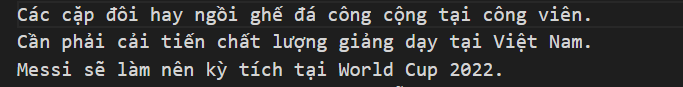 Các cặp đôi hay ngồi ghế đá công cộng tại công viên.
Cần phải cải tiến chất lượng giảng dạy tại Việt Nam.
Messi sẽ làm nên kỳ tích tại World Cup 2022.